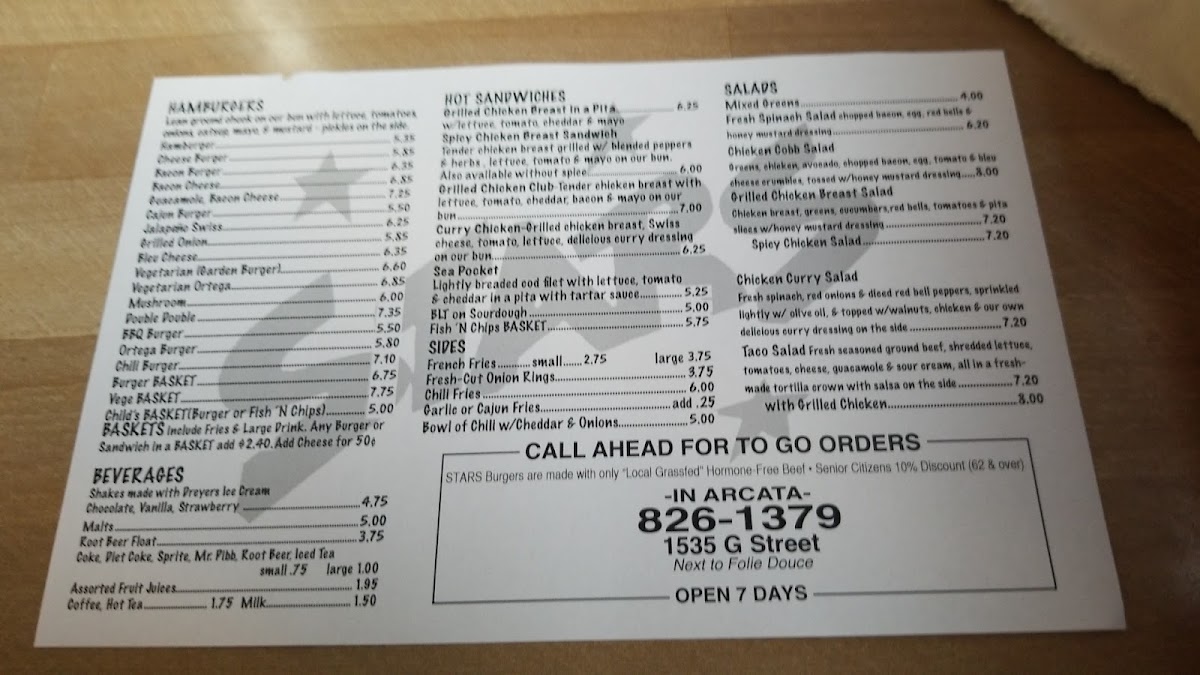 HAMBURGERS
Lean ground chuck on our bun with lettuce, tomatoes,
onions, catsup, mayo, & mustard - pickles on the side.
Hamburger 5.35
Cheese Burger 5.85
Bacon Burger 6.35
Bacon Cheese 6.85
Guacamole, Bacon Cheese 7.25
Cajun Burger 5.50
Jalapeño Swiss 6.25
Grilled Onion 5.85
Bleu Cheese 6.35
Vegetarian (Garden Burger) 6.60
Vegetarian Ortega 6.85
Mushroom 6.00
Double Double 7.35
BBQ Burger 5.50
Ortega Burger 5.80
Chili Burger 7.10
Burger BASKET 6.75
Vege BASKET 7.75
Child's BASKET(Burger or Fish 'N Chips) 5.00
BASKETS Include Fries & Large Drink. Any Burger or
Sandwich in a BASKET add $2.40. Add Cheese for 50¢
BEVERAGES
Shakes made with Dreyers Ice Cream
Chocolate, Vanilla, Strawberry 4.75
Malts 5.00
Root Beer Float 3.75
Coke, Diet Coke, Sprite, Mr. Pibb, Root Beer, Iced Tea
small .75 large 1.00
Assorted Fruit Juices 1.95
Coffee, Hot Tea 1.75 Milk 1.50
HOT SANDWICHES
Grilled Chicken Breast In a Pita 6.25
w/lettuce, tomato, cheddar & mayo
Spicy Chicken Breast Sandwich
Tender chicken breast grilled w/ blended peppers
& herbs , lettuce, tomato & mayo on our bun.
Also available without spice 6.00
Grilled Chicken Club-Tender chicken breast with
lettuce, tomato, cheddar, bacon & mayo on our
bun 7.00
Curry Chicken-Grilled chicken breast, Swiss
cheese, tomato, lettuce, delicious curry dressing
on our bun 6.25
Sea Pocket
Lightly breaded cod filet with lettuce, tomato
& cheddar in a pita with tartar sauce 5.25
BLT on Sourdough 5.00
Fish 'N Chips BASKET 5.75
SIDES
French Fries small 2.75 large 3.75
Fresh-Cut Onion Rings 3.75
Chili Fries 6.00
Garlic or Cajun Fries add .25
Bowl of Chili w/Cheddar & Onions 5.00
SALADS
Mixed Greens 4.00
Fresh Spinach Salad chopped bacon, egg, red bells &
honey mustard dressing 6.20
Chicken Cobb Salad
Greens, chicken, avocado, chopped bacon, egg, tomato & bleu
cheese crumbles, tossed w/honey mustard dressing 8.00
Grilled Chicken Breast Salad
Chicken breast, greens, cucumbers,red bells, tomatoes & pita
slices w/honey mustard dressing 7.20
Spicy Chicken Salad 7.20
Chicken Curry Salad
Fresh spinach, red onions & diced red bell peppers, sprinkled
lightly w/ olive oil, & topped w/walnuts, chicken & our own
delicious curry dressing on the side 7.20
Taco Salad Fresh seasoned ground beef, shredded lettuce,
tomatoes, cheese, guacamole & sour cream, all in a fresh-
made tortilla crown with salsa on the side 7.20
with Grilled Chicken 8.00
STARS
CALL AHEAD FOR TO GO ORDERS
STARS Burgers are made with only "Local Grassfed" Hormone-Free Beef • Senior Citizens 10% Discount (62 & over)
-IN ARCATA-
826-1379
1535 G Street
Next to Folie Douce
OPEN 7 DAYS